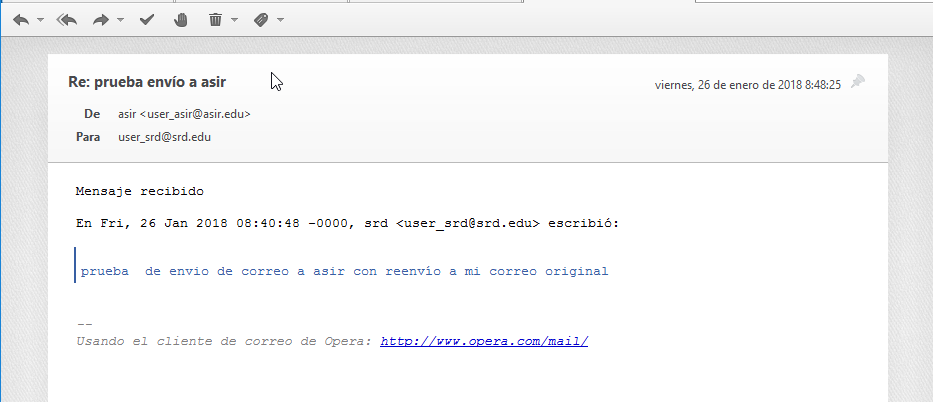 Re: prueba envío a asir
viernes, 26 de enero de 2018 8:48:25
De asir <user_asir@asir.edu>
Para user_srd@srd.edu
Mensaje recibido
En Fri, 26 Jan 2018 08:40:48 -0000, srd <user_srd@srd.edu> escribió:
prueba  de envio de correo a asir con reenvío a mi correo original
--
Usando el cliente de correo de Opera: http://www.opera.com/mail/